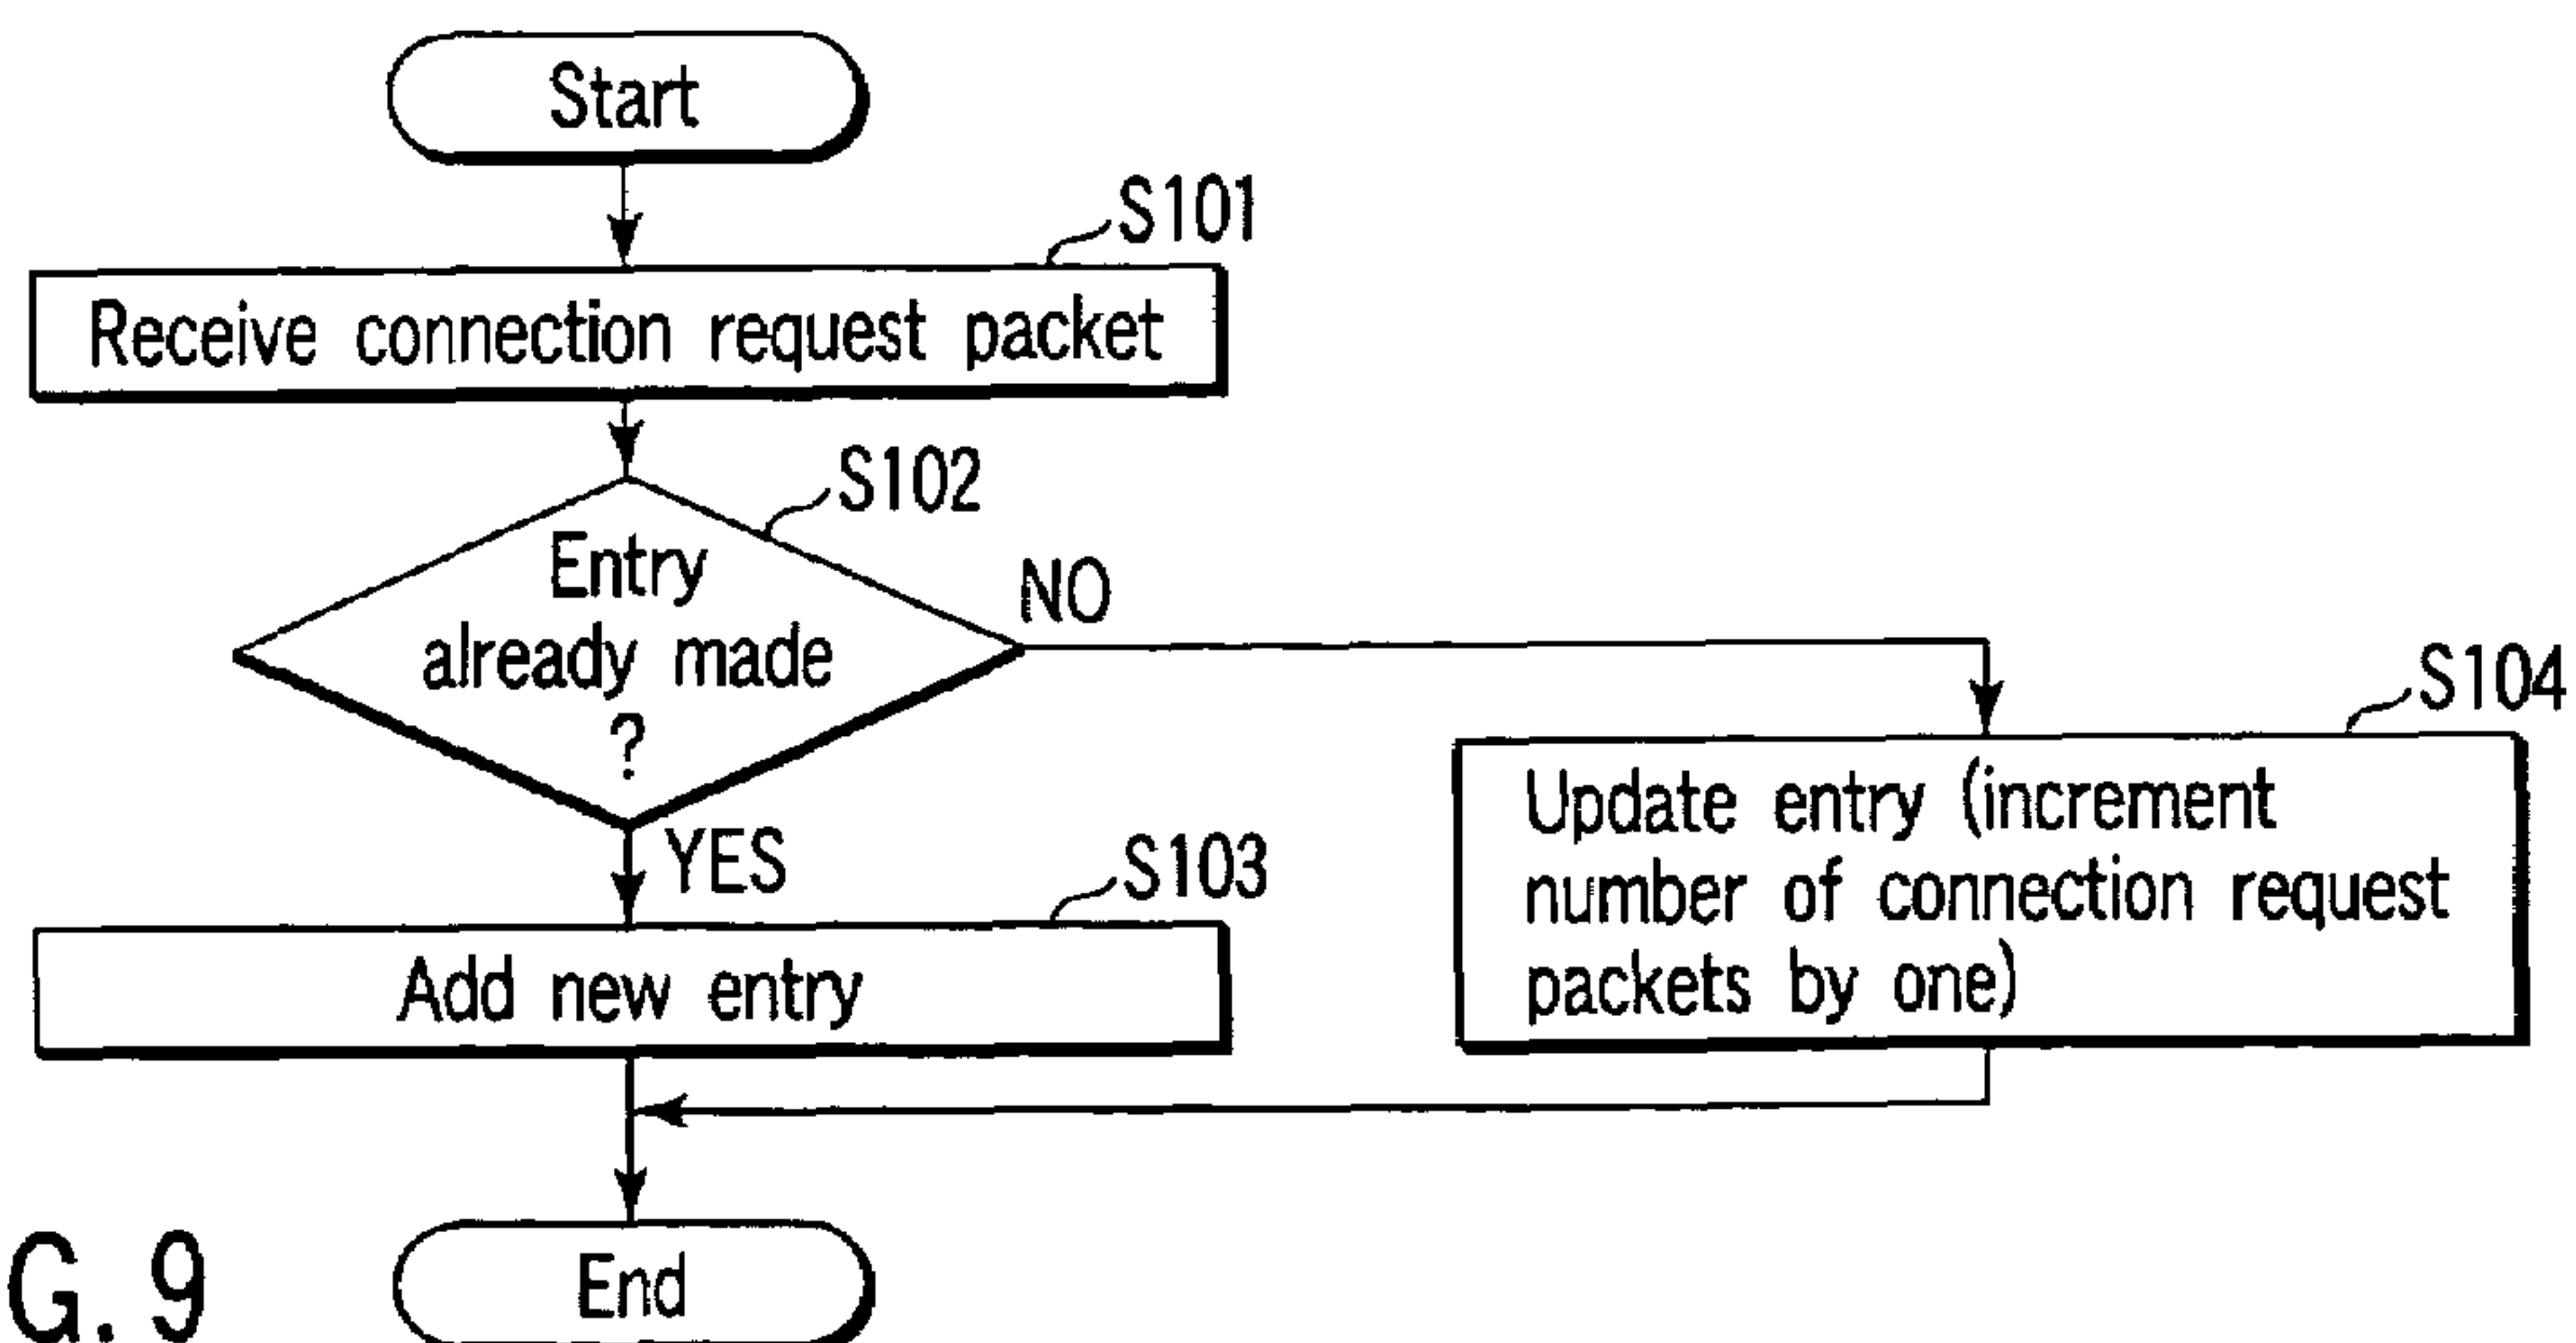 Start
S101
Receive connection request packet
S102
Entry
already made
?
NO
YES
S103
Add new entry
S104
Update entry (increment
number of connection request
packets by one)
End
G. 9